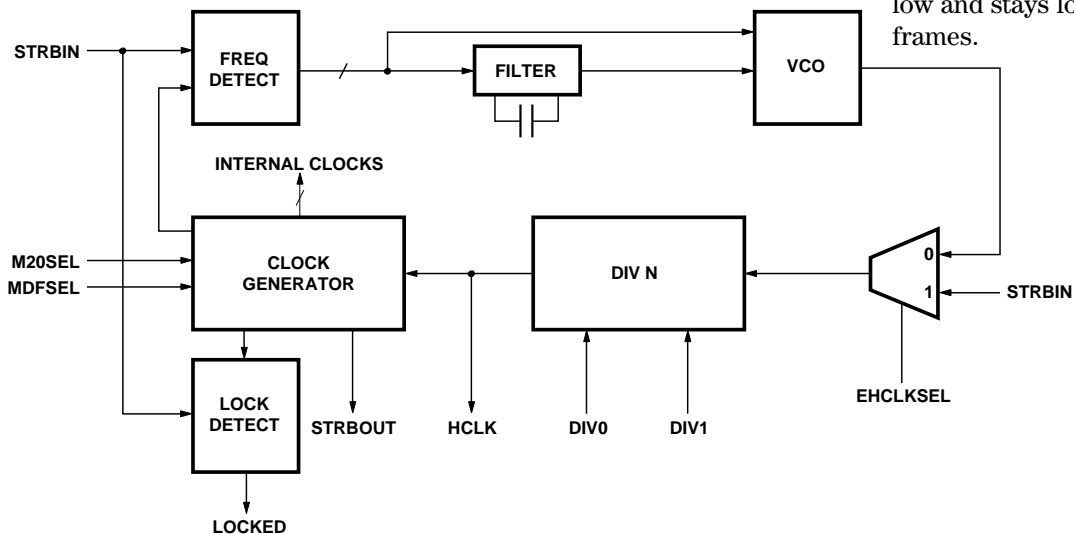 low and stays lo
frames.
STRBIN
FREQ
DETECT
FILTER
VCO
INTERNAL CLOCKS
M20SEL
MDFSEL
CLOCK
GENERATOR
DIV N
0
1
STRBIN
EHCLKSEL
LOCK
DETECT
STRBOUT
HCLK
DIV0
DIV1
LOCKED